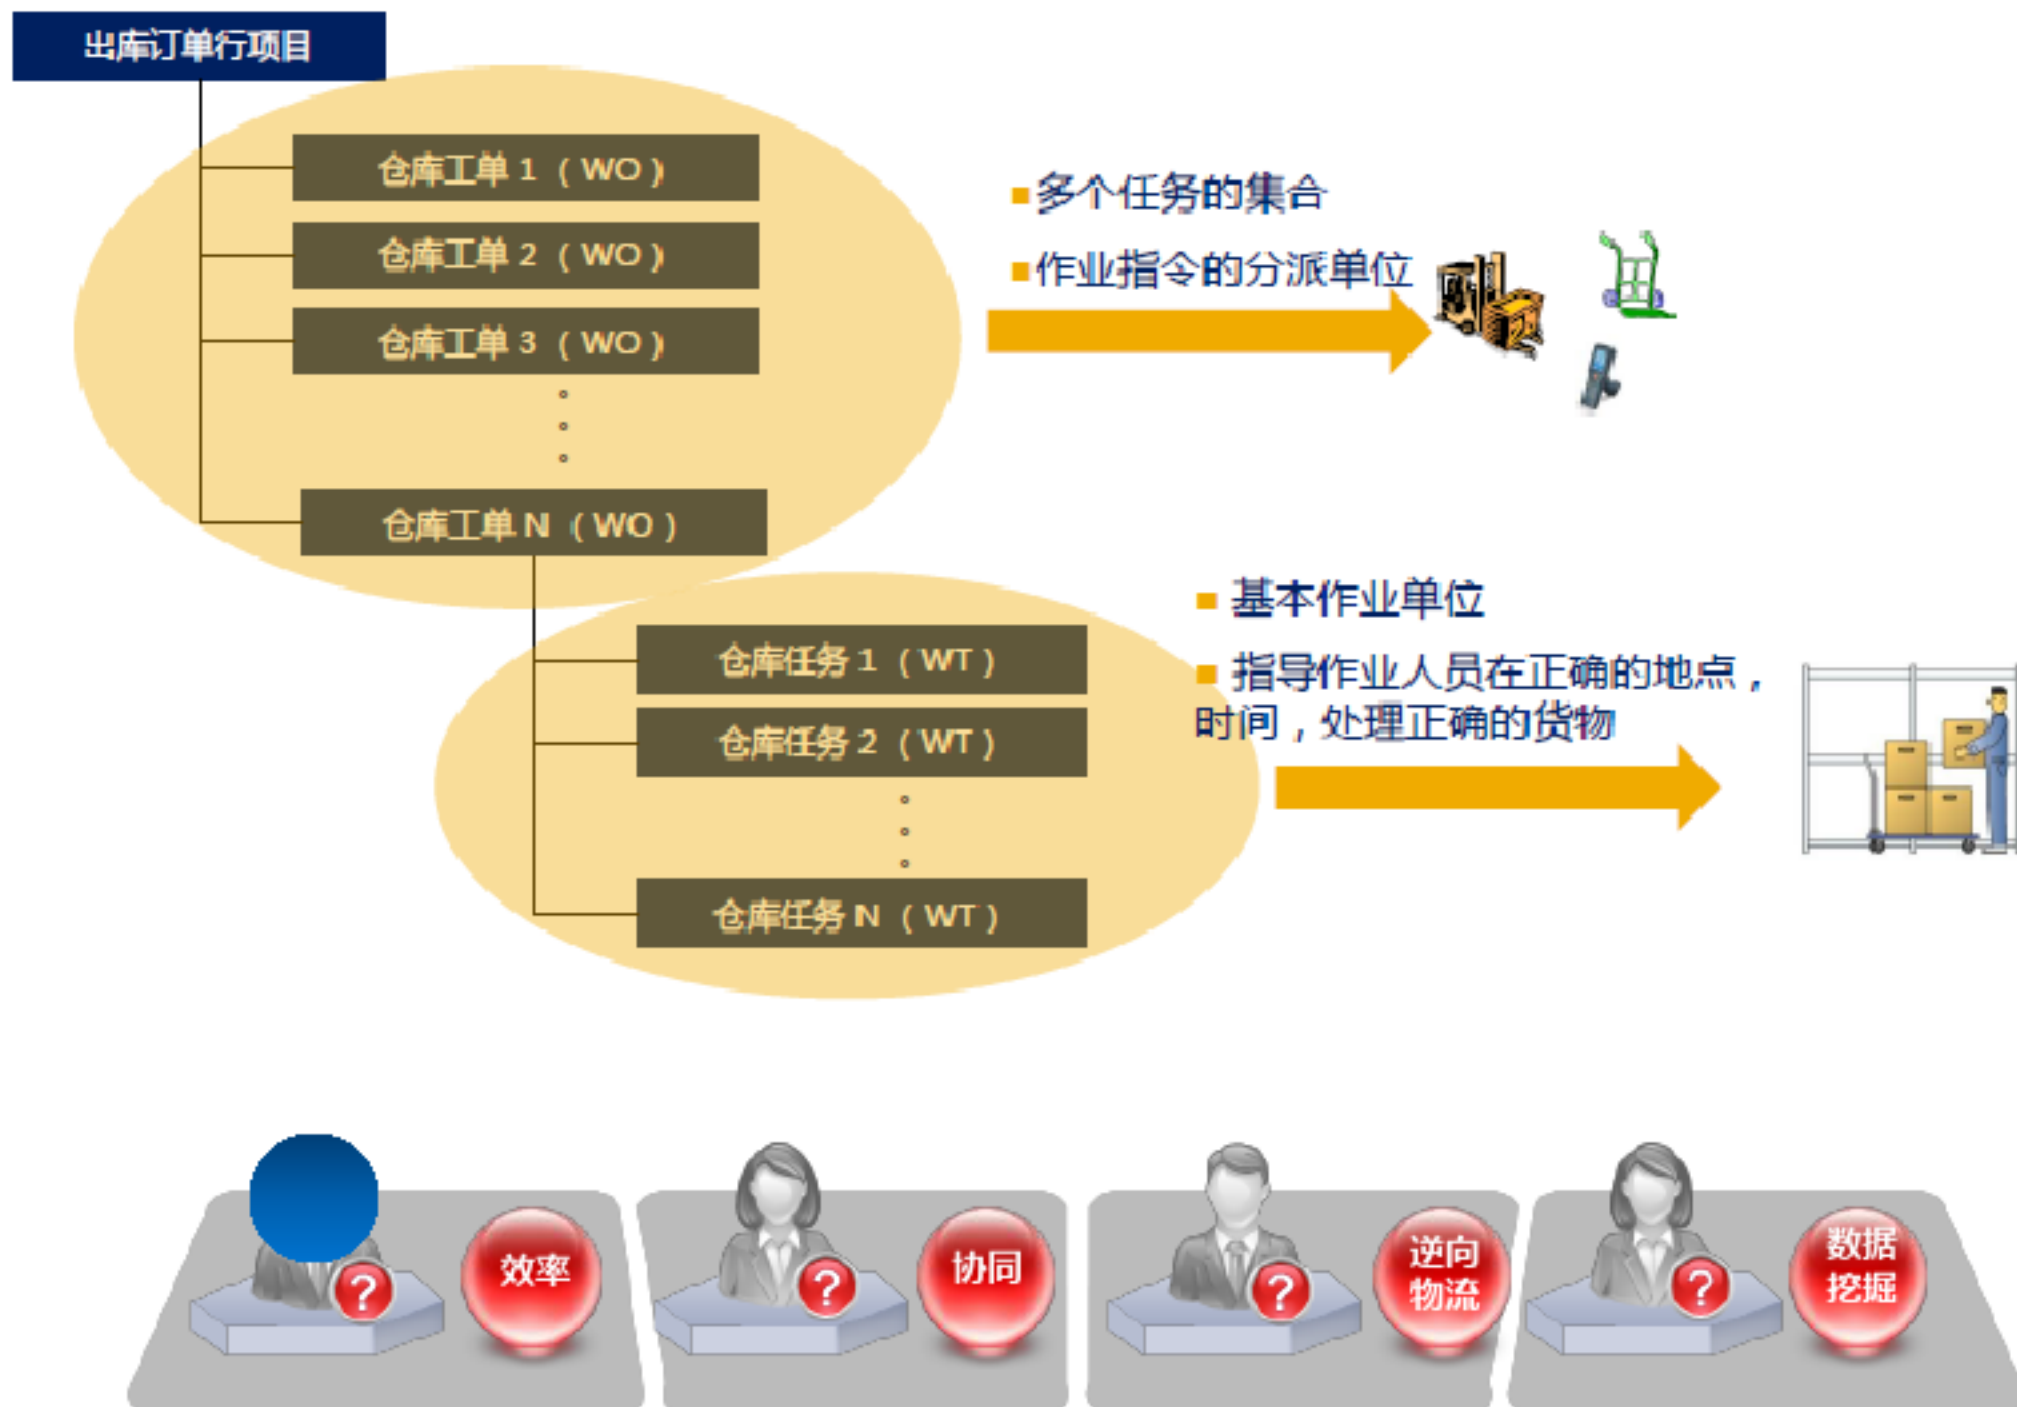 出库订单行项目
仓库工单 1 （WO）
仓库工单 2 （WO）
仓库工单 3 （WO）
仓库工单 N （WO）
多个任务的集合
作业指令的分派单位
仓库任务 1 （WT）
仓库任务 2 （WT）
仓库任务 N （WT）
基本作业单位
指导作业人员在正确的地点，
时间，处理正确的货物
?
效率
?
协同
?
逆向
物流
?
数据
挖掘